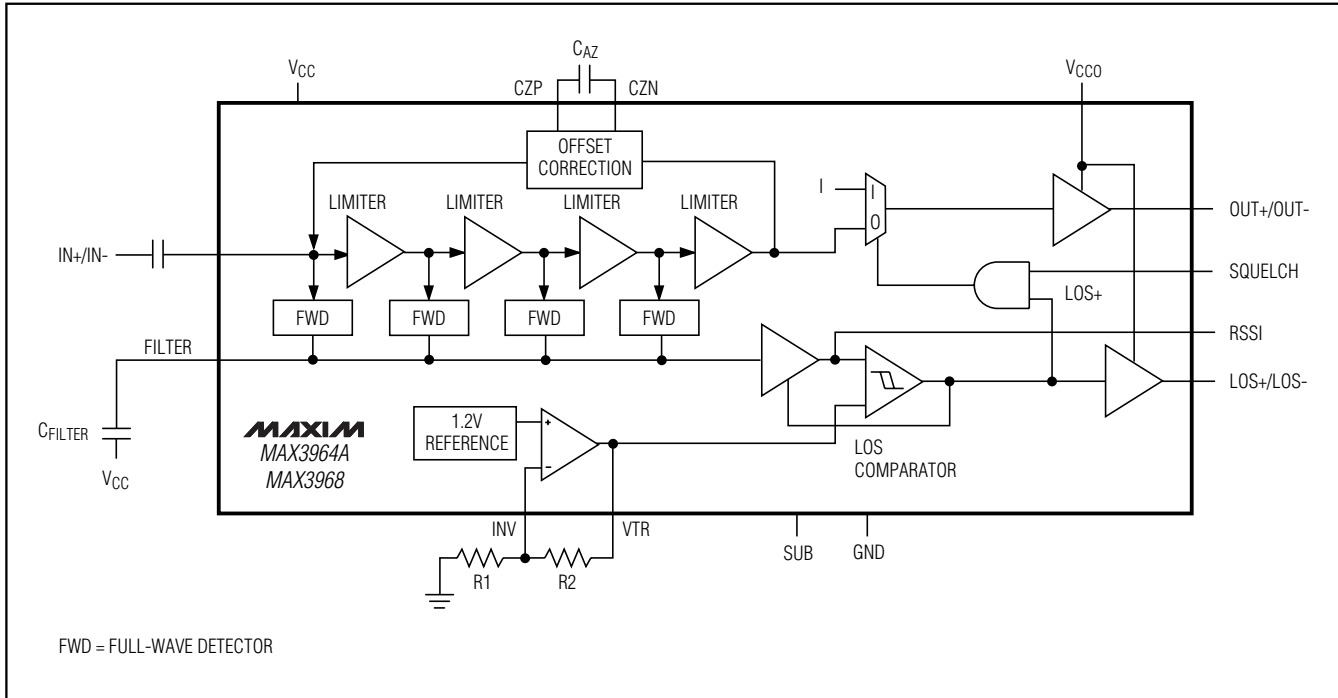 CAZ
VCC
CZP
CZN
VCCO
OFFSET
CORRECTION
LIMITER
LIMITER
LIMITER
LIMITER
I
I
O
OUT+/OUT-
IN+/IN-
SQUELCH
LOS+
FWD
FWD
FWD
FWD
RSSI
FILTER
LOS+/LOS-
CFILTER
VCC
MAXIM
MAX3964A
MAX3968
1.2V
REFERENCE
+
-
LOS
COMPARATOR
INV
VTR
SUB
GND
R1
R2
FWD = FULL-WAVE DETECTOR